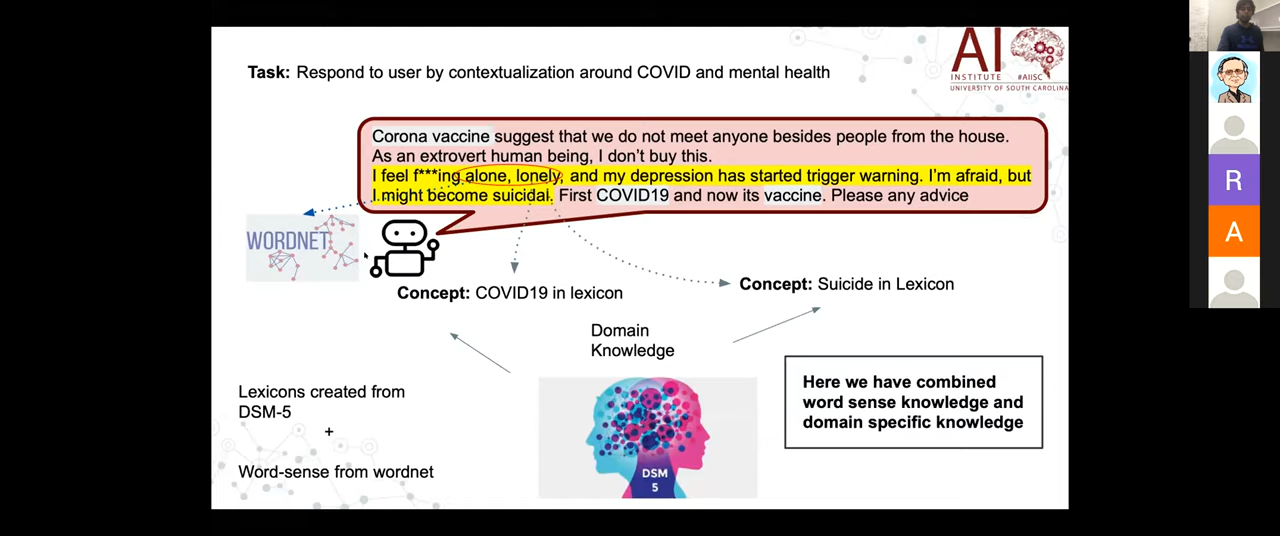 Task: Respond to user by contextualization around COVID and mental health
AI
INSTITUTE #AIISC
UNIVERSITY OF SOUTH CAROLINA
Corona vaccine suggest that we do not meet anyone besides people from the house.
As an extrovert human being, I don't buy this.
I feel f***ing alone, lonely, and my depression has started trigger warning. I'm afraid, but
I might become suicidal. First COVID19 and now its vaccine. Please any advice
WORDNET
Concept: COVID19 in lexicon
Concept: Suicide in Lexicon
Domain
Knowledge
Lexicons created from
DSM-5
+
Word-sense from wordnet
DSM
5
Here we have combined
word sense knowledge and
domain specific knowledge
R
A